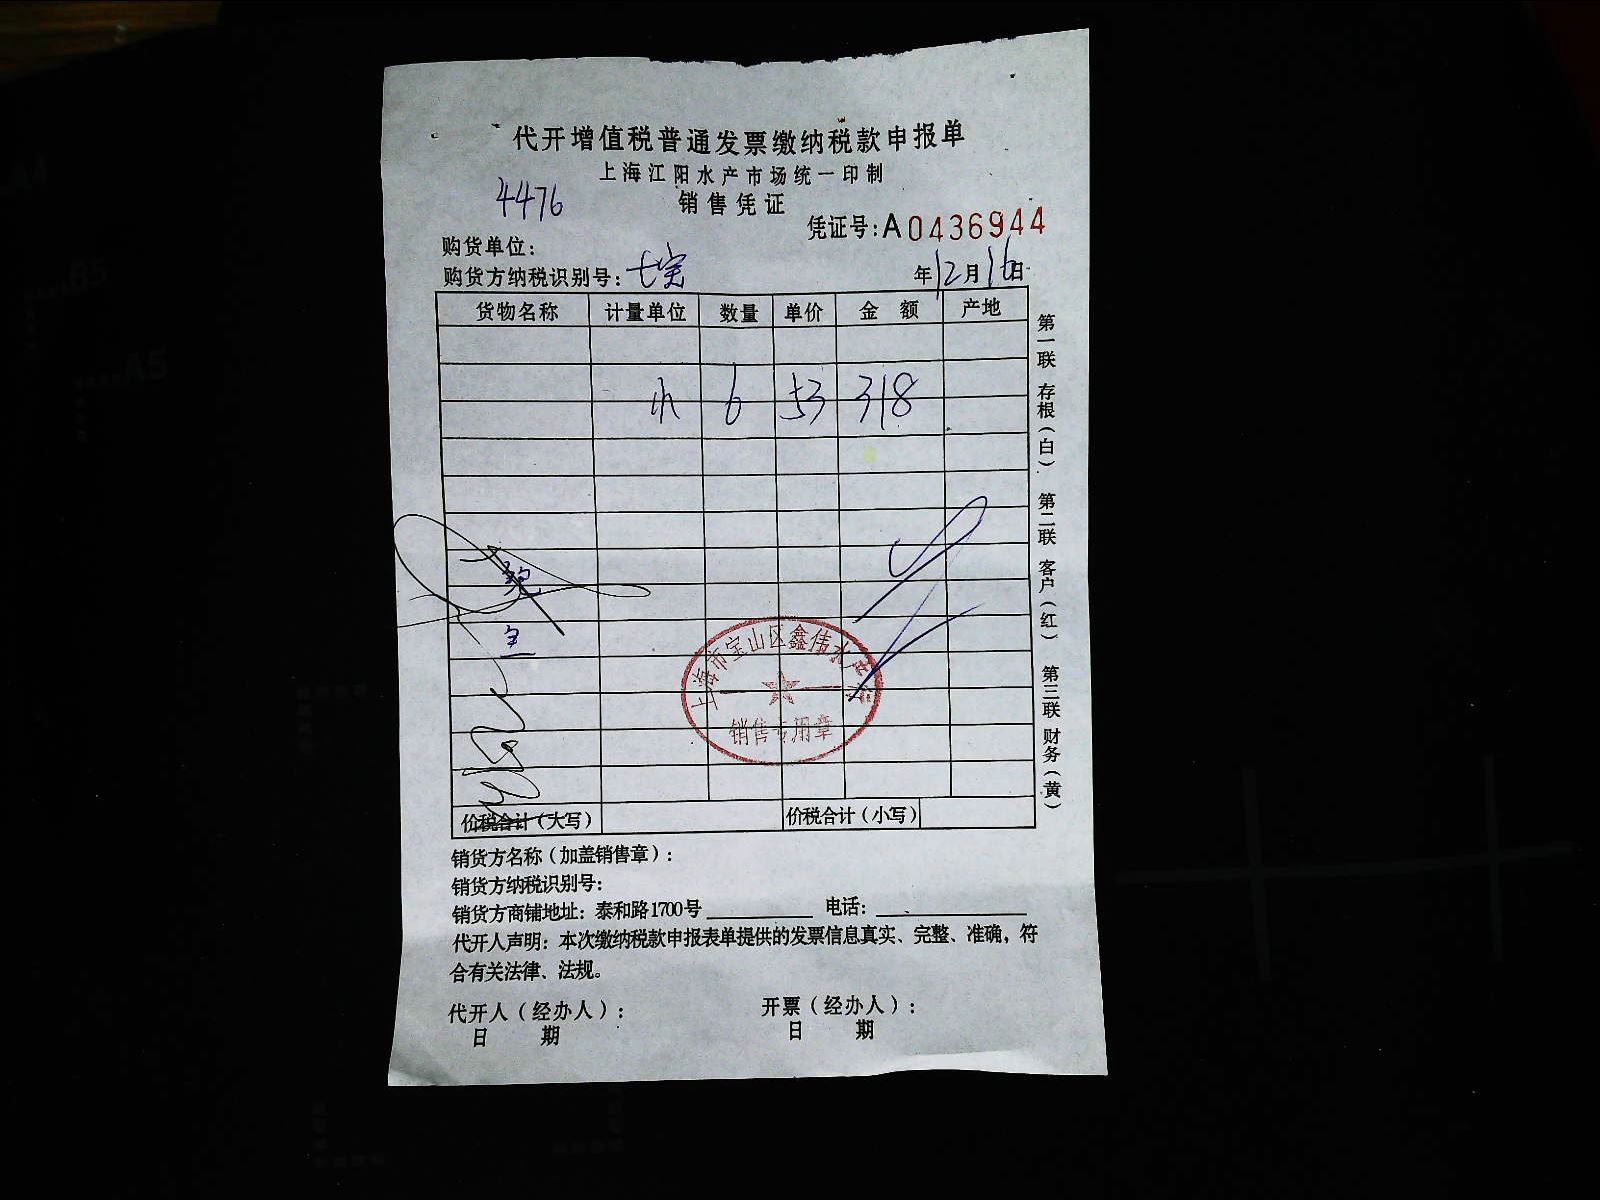 代开增值税普通发票缴纳税款申报单
上海江阳水产市场统一印制
4476
销售凭证
凭证号:A0436944
购货单位:
购货方纳税识别号: 七宝
年12月16日
货物名称 计量单位 数量 单价 金额 产地
6 53 318
第一联 存根(白)
第二联 客户(红)
第三联 财务(黄)
上海市宝山区鑫伟水产
销售专用章
价税合计(大写) 价税合计(小写)
销货方名称(加盖销售章):
销货方纳税识别号:
销货方商铺地址: 泰和路1700号 电话:
代开人声明: 本次缴纳税款申报表单提供的发票信息真实、完整、准确,符
合有关法律、法规。
代开人(经办人): 开票(经办人):
日期 日期